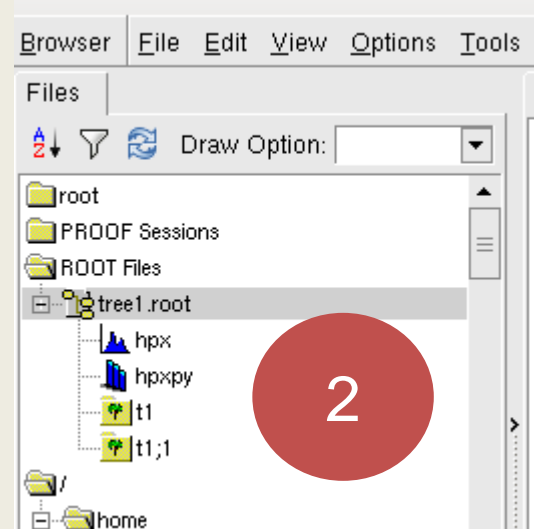 Browser File Edit View Options Tools
Files
Draw Option:
root
PROOF Sessions
ROOT Files
tree1.root
hpx
hpxpy
t1
t1;1
2
/
home